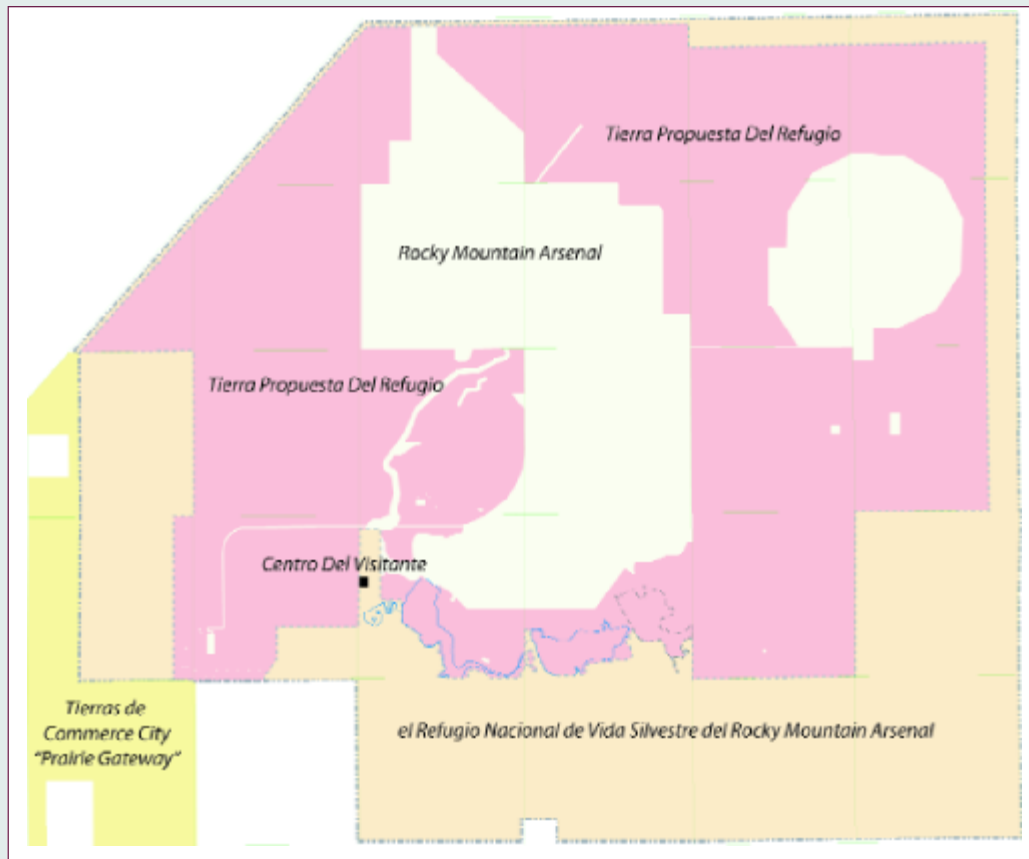 Tierra Propuesta Del Refugio
Rocky Mountain Arsenal
Tierra Propuesta Del Refugio
Centro Del Visitante
Tierras de
Commerce City
"Prairie Gateway"
el Refugio Nacional de Vida Silvestre del Rocky Mountain Arsenal